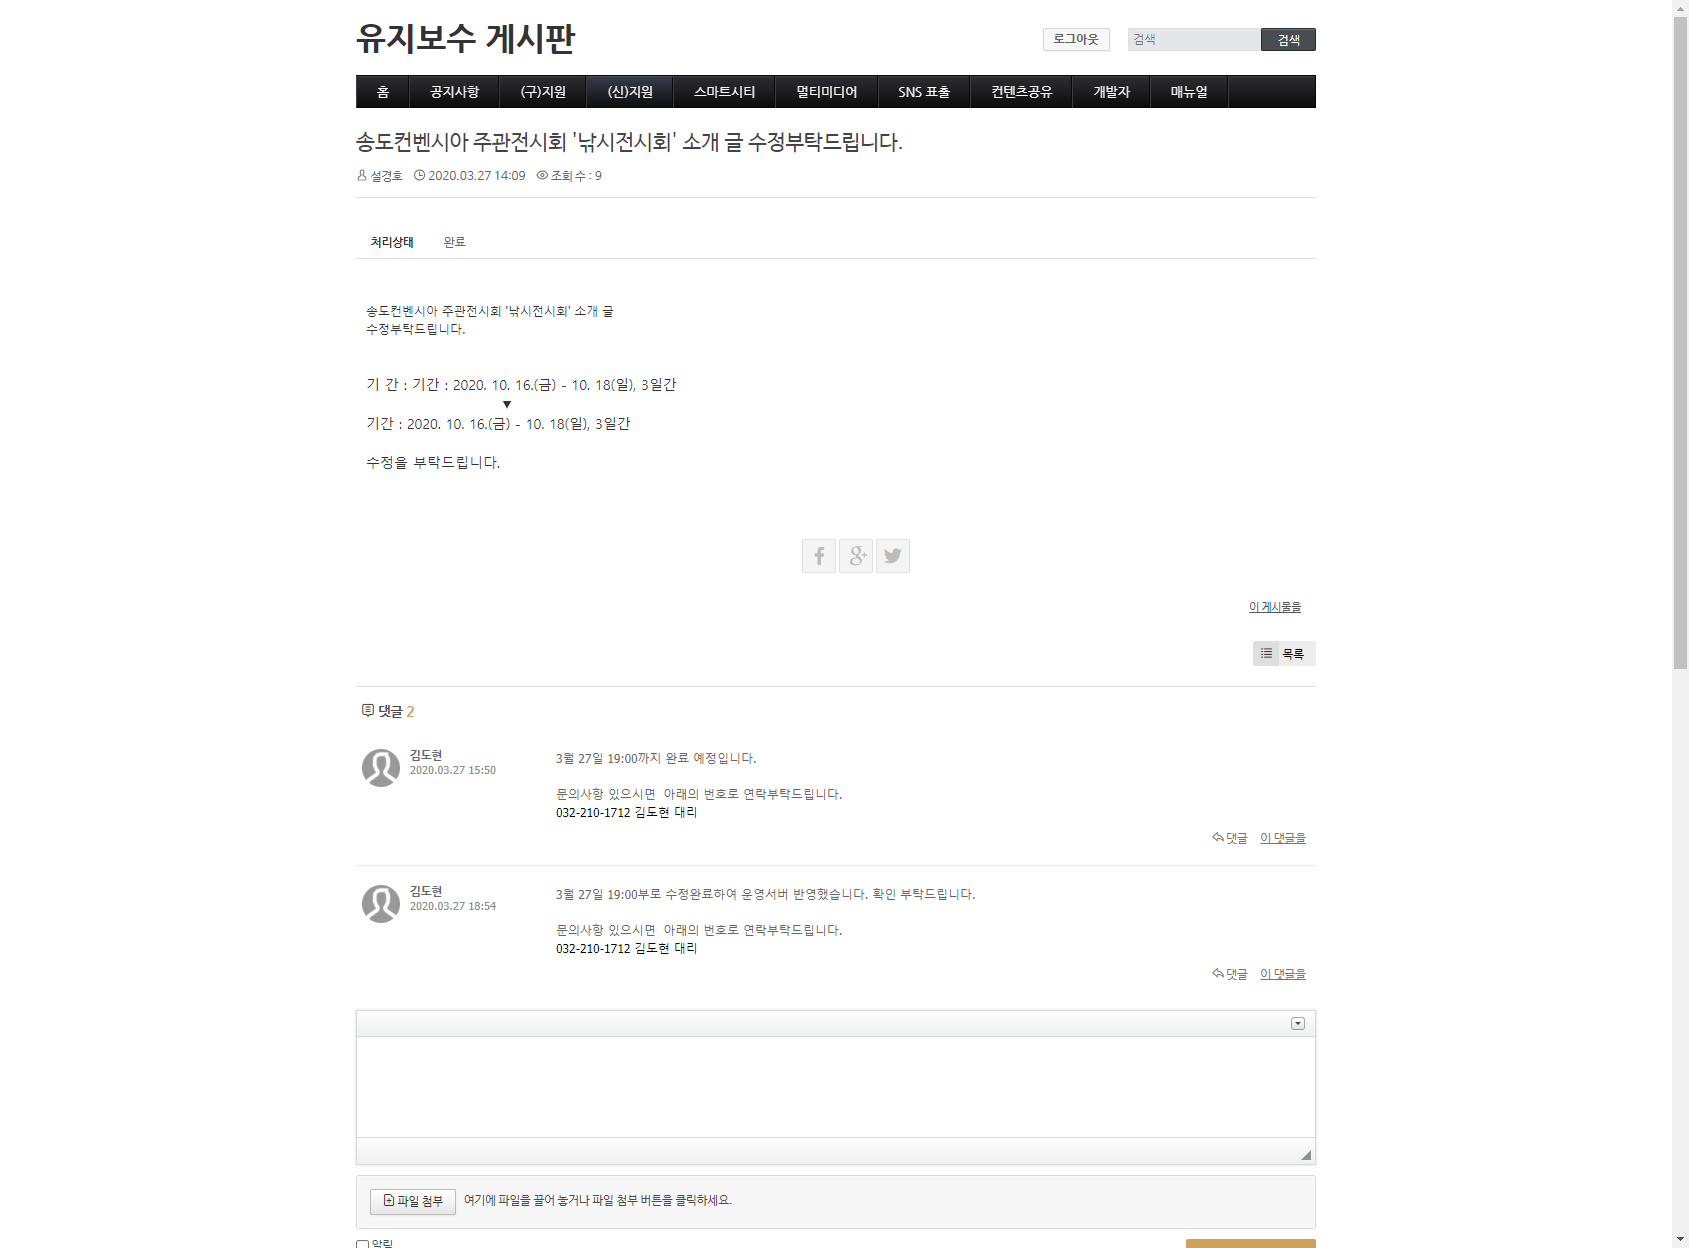 유지보수 게시판
로그아웃 검색 검색
홈 공지사항 (구)지원 (신)지원 스마트시티 멀티미디어 SNS 표출 컨텐츠공유 개발자 매뉴얼
송도컨벤시아 주관전시회 '낚시전시회' 소개 글 수정부탁드립니다.
설경호 2020.03.27 14:09 조회 수 : 9
처리상태 완료
송도컨벤시아 주관전시회 '낚시전시회' 소개 글
수정부탁드립니다.
기 간 : 기간 : 2020. 10. 16.(금) - 10. 18(일), 3일간
▼
기간 : 2020. 10. 16.(금) - 10. 18(일), 3일간
수정을 부탁드립니다.
이 게시물을
목록
댓글 2
김도현
2020.03.27 15:50
3월 27일 19:00까지 완료 예정입니다.
문의사항 있으시면  아래의 번호로 연락부탁드립니다.
032-210-1712 김도현 대리
댓글 이 댓글을
김도현
2020.03.27 18:54
3월 27일 19:00부로 수정완료하여 운영서버 반영했습니다. 확인 부탁드립니다.
문의사항 있으시면  아래의 번호로 연락부탁드립니다.
032-210-1712 김도현 대리
댓글 이 댓글을
파일 첨부 여기에 파일을 끌어 놓거나 파일 첨부 버튼을 클릭하세요.
알림